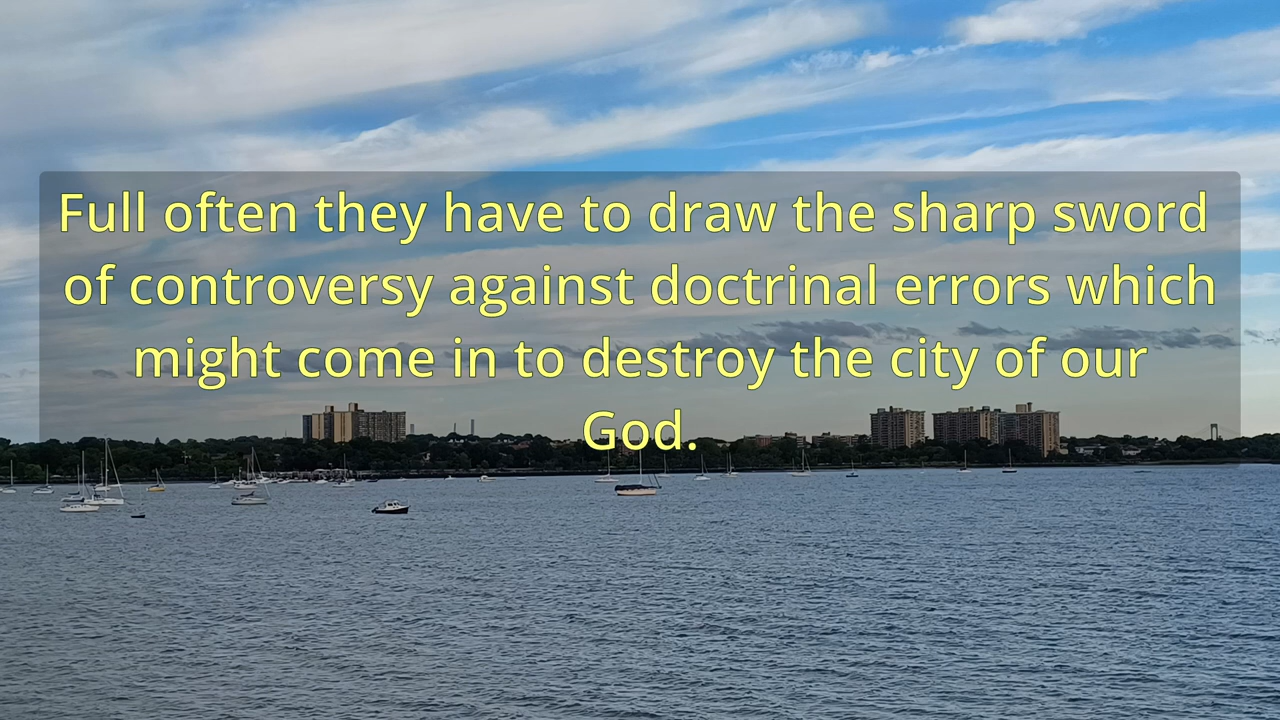 Full often they have to draw the sharp sword
of controversy against doctrinal errors which
might come in to destroy the city of our
God.